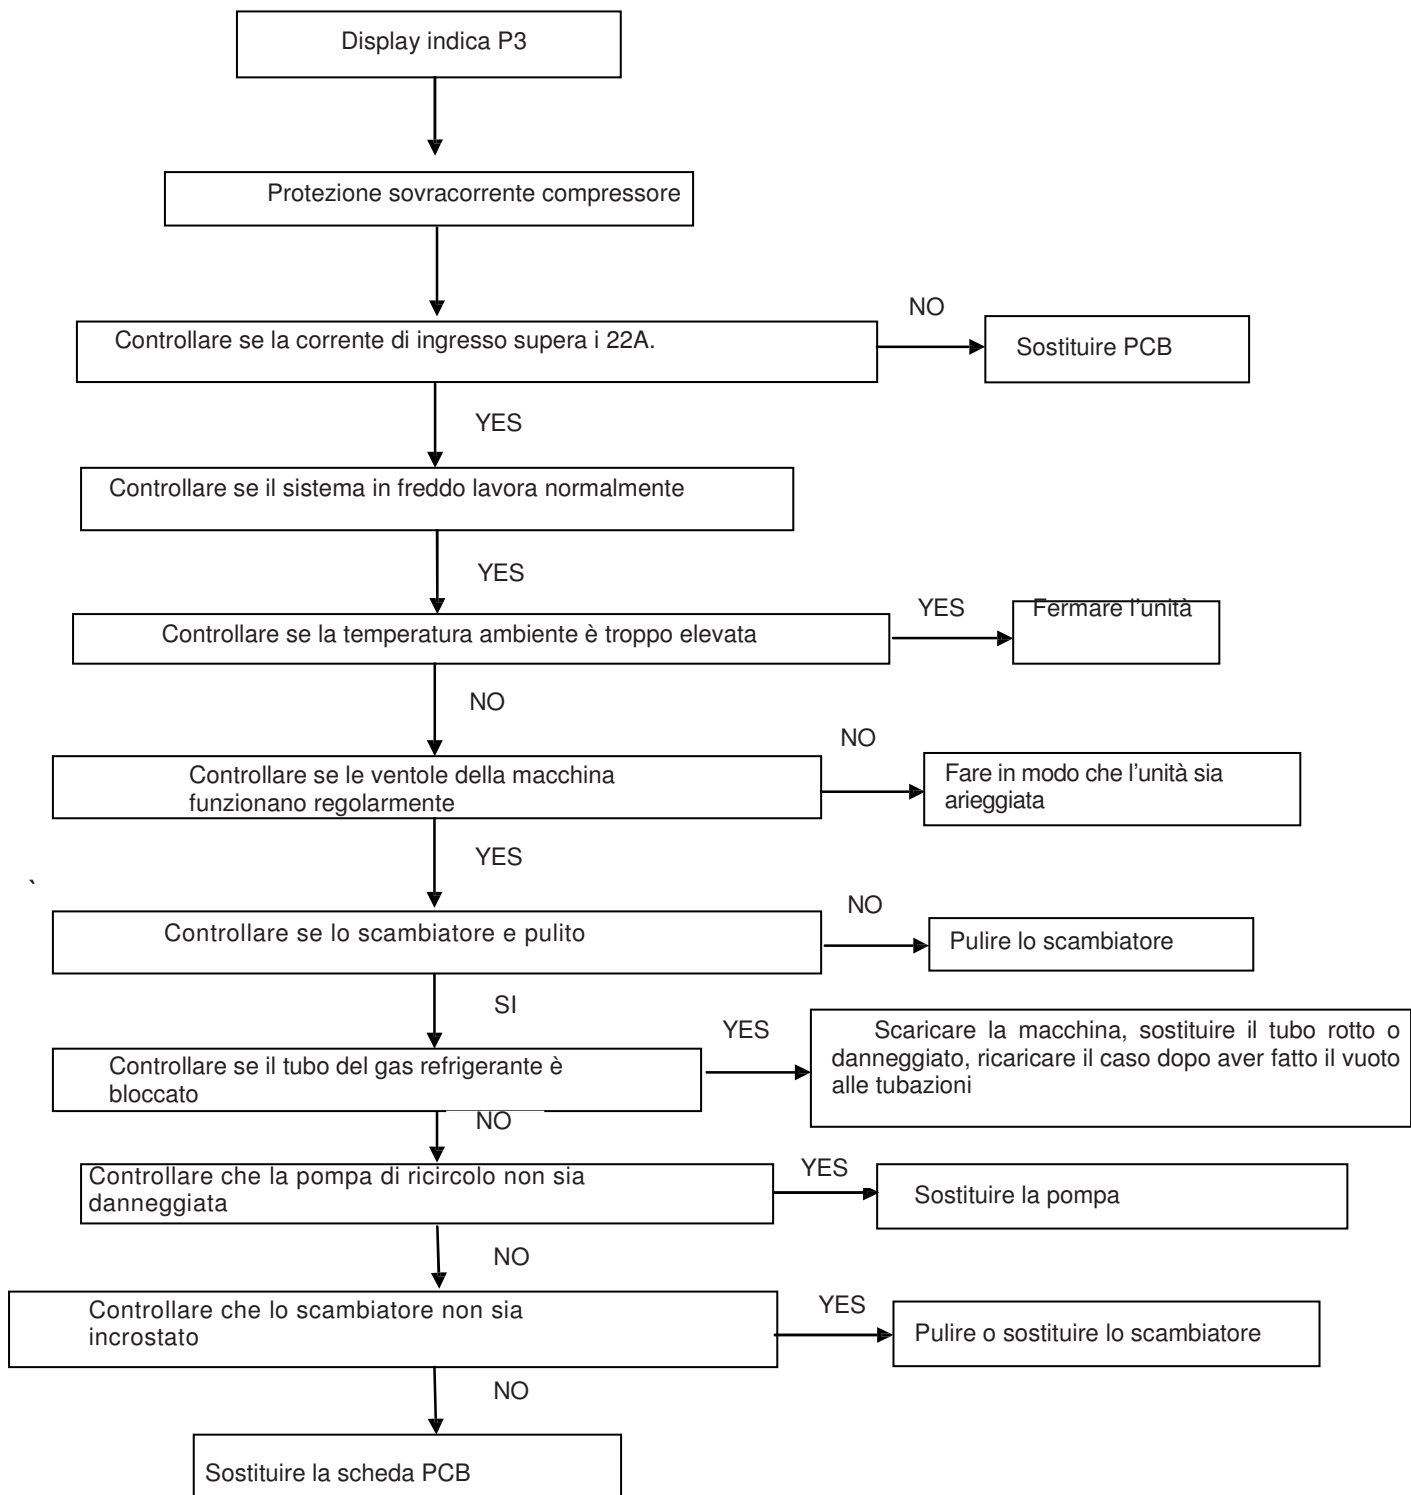 Display indica P3
Protezione sovracorrente compressore
NO
Controllare se la corrente di ingresso supera i 22A.
Sostituire PCB
YES
Controllare se il sistema in freddo lavora normalmente
YES
YES
Fermare l'unità
Controllare se la temperatura ambiente è troppo elevata
NO
NO
Controllare se le ventole della macchina
funzionano regolarmente
Fare in modo che l'unità sia
arieggiata
YES
`
NO
Controllare se lo scambiatore e pulito
Pulire lo scambiatore
SI
YES
Controllare se il tubo del gas refrigerante è
bloccato
Scaricare la macchina, sostituire il tubo rotto o
danneggiato, ricaricare il caso dopo aver fatto il vuoto
alle tubazioni
NO
YES
Controllare che la pompa di ricircolo non sia
danneggiata
Sostituire la pompa
NO
YES
Controllare che lo scambiatore non sia
incrostato
Pulire o sostituire lo scambiatore
NO
Sostituire la scheda PCB